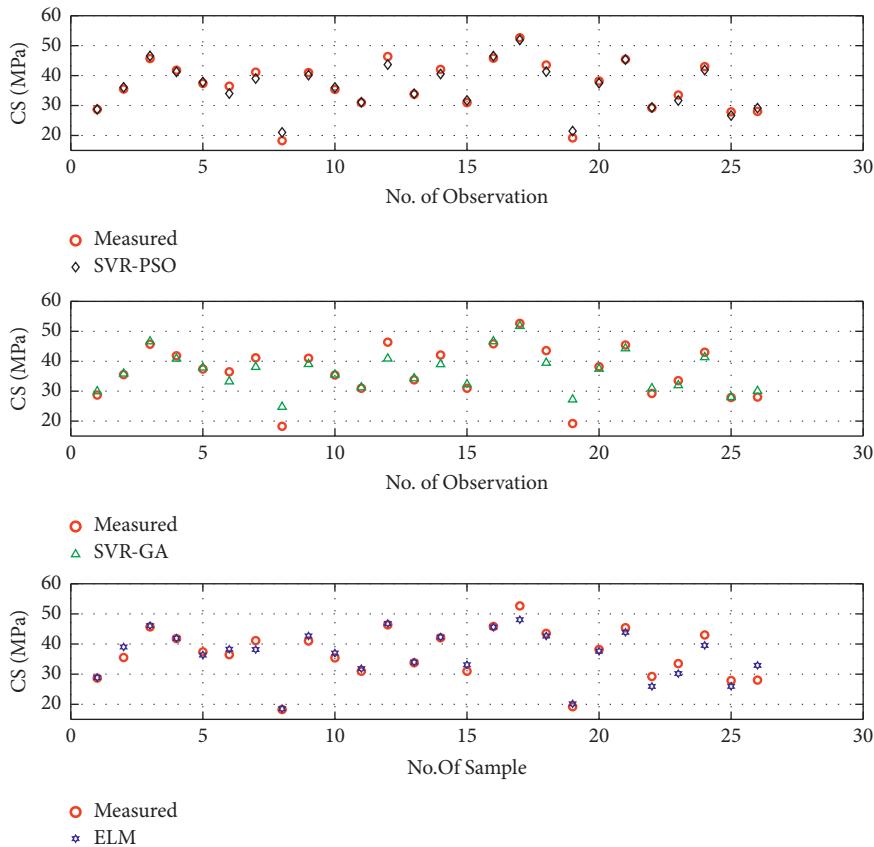 60
50
40
30
20
CS (MPa)
0 5 10 15 20 25 30
No. of Observation
Measured
SVR-PSO
60
50
40
30
20
CS (MPa)
0 5 10 15 20 25 30
No. of Observation
Measured
SVR-GA
60
50
40
30
20
CS (MPa)
0 5 10 15 20 25 30
No.Of Sample
Measured
ELM